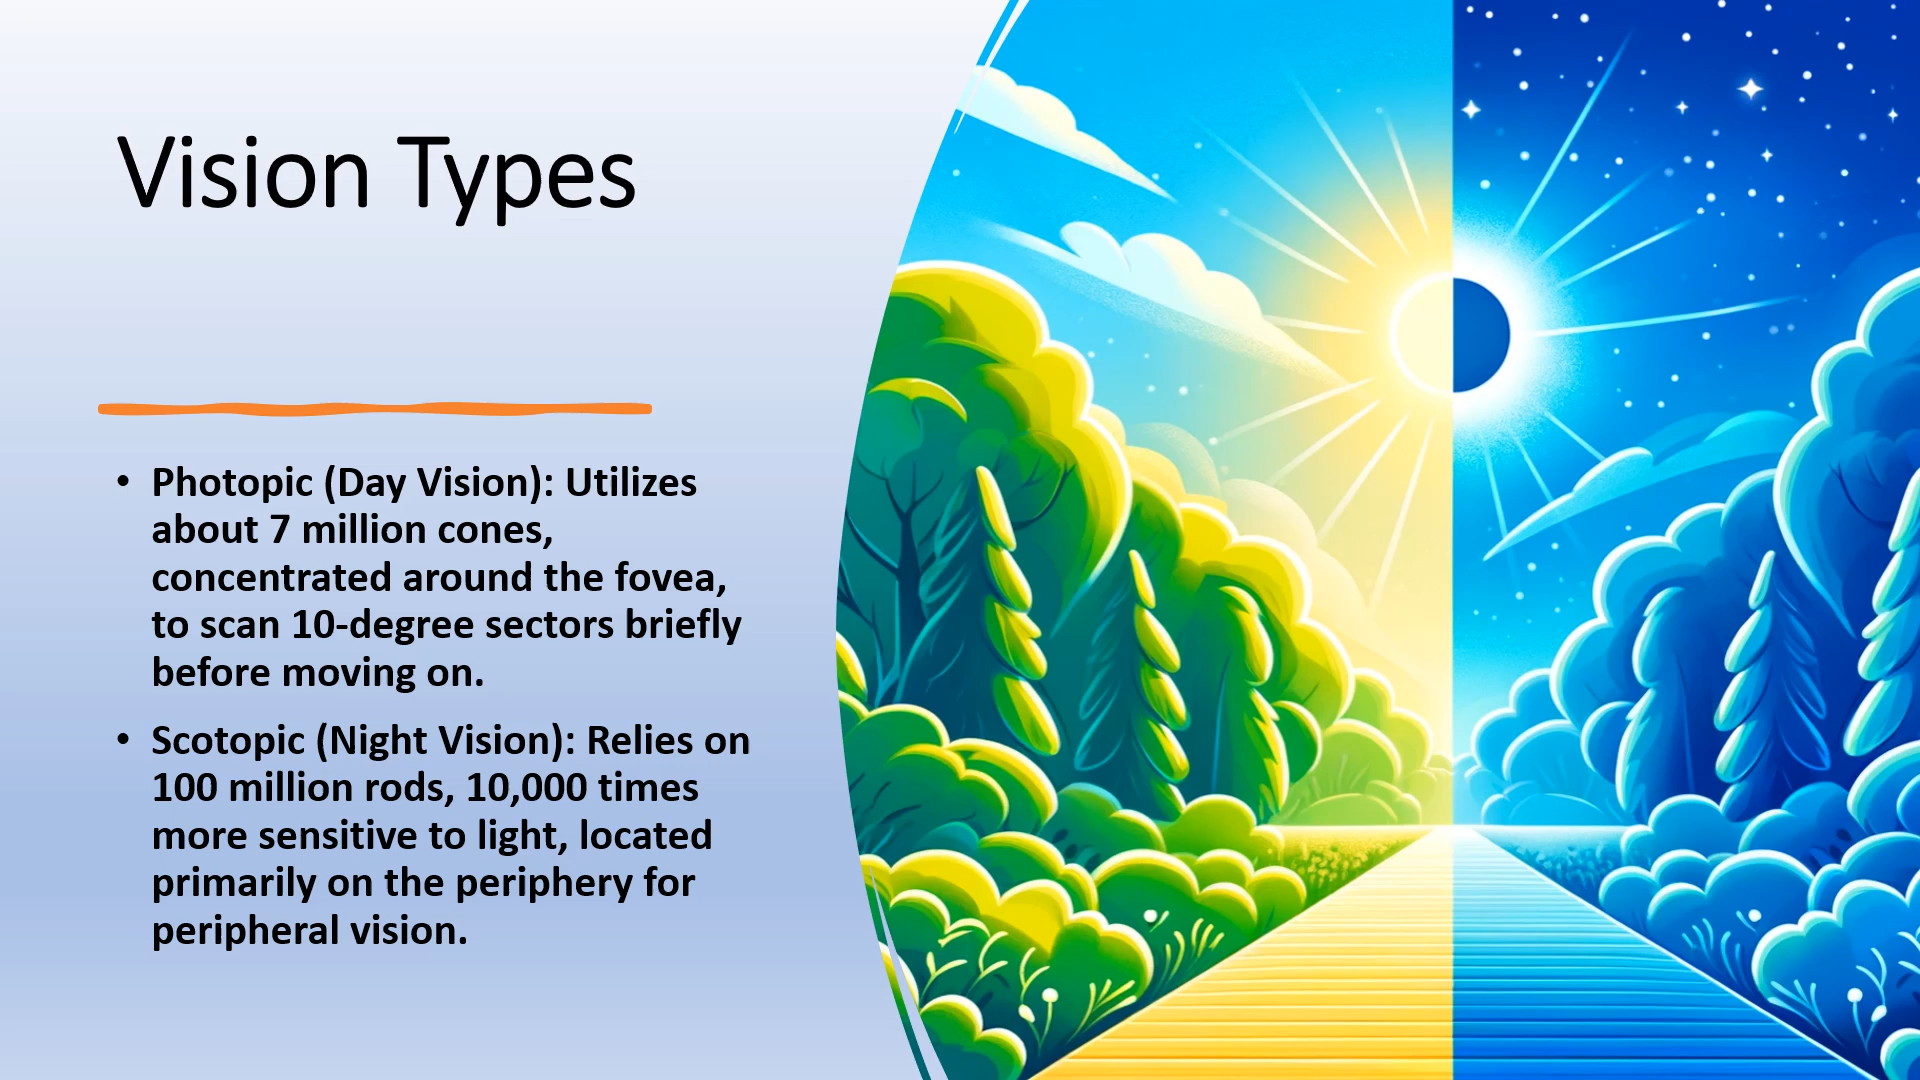 Vision Types
• Photopic (Day Vision): Utilizes
about 7 million cones,
concentrated around the fovea,
to scan 10-degree sectors briefly
before moving on.
• Scotopic (Night Vision): Relies on
100 million rods, 10,000 times
more sensitive to light, located
primarily on the periphery for
peripheral vision.